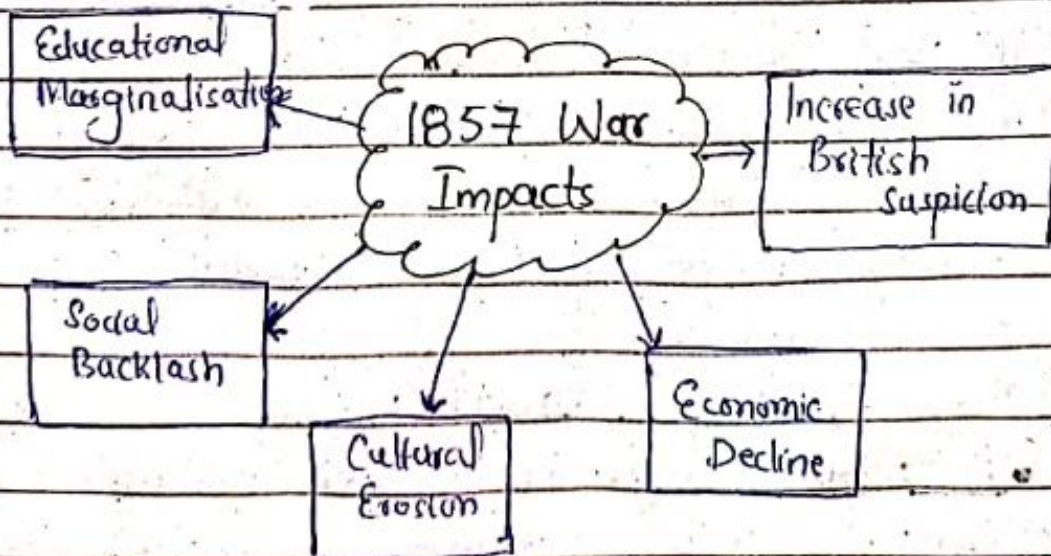 Educational
Marginalisation
1857 War
Impacts
Increase in
British
Suspicion
Social
Backlash
Cultural
Erosion
Economic
Decline